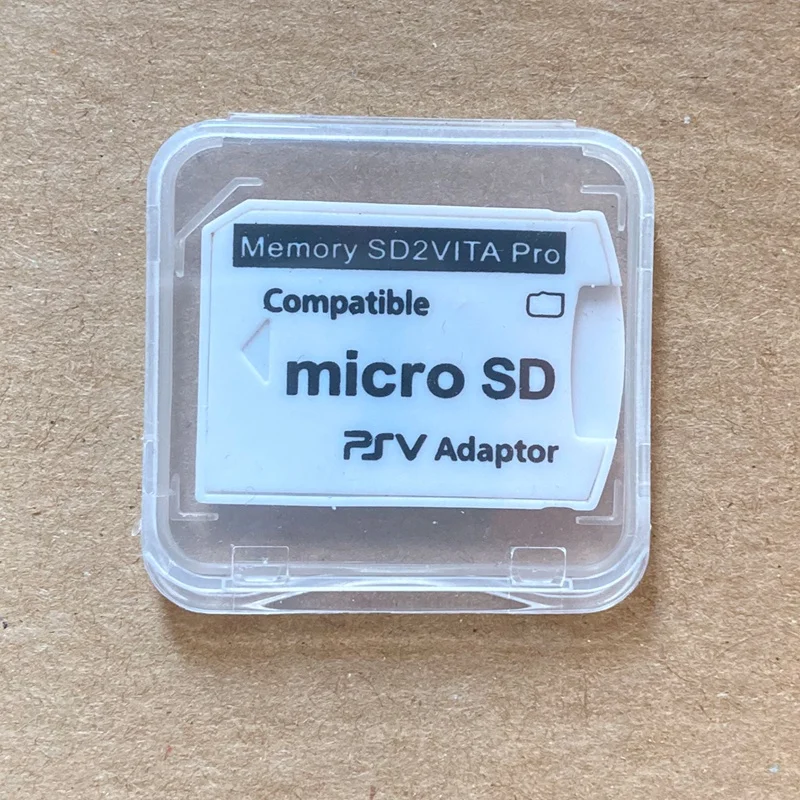 Memory SD2VITA Pro
Compatible
micro SD
PSV Adaptor